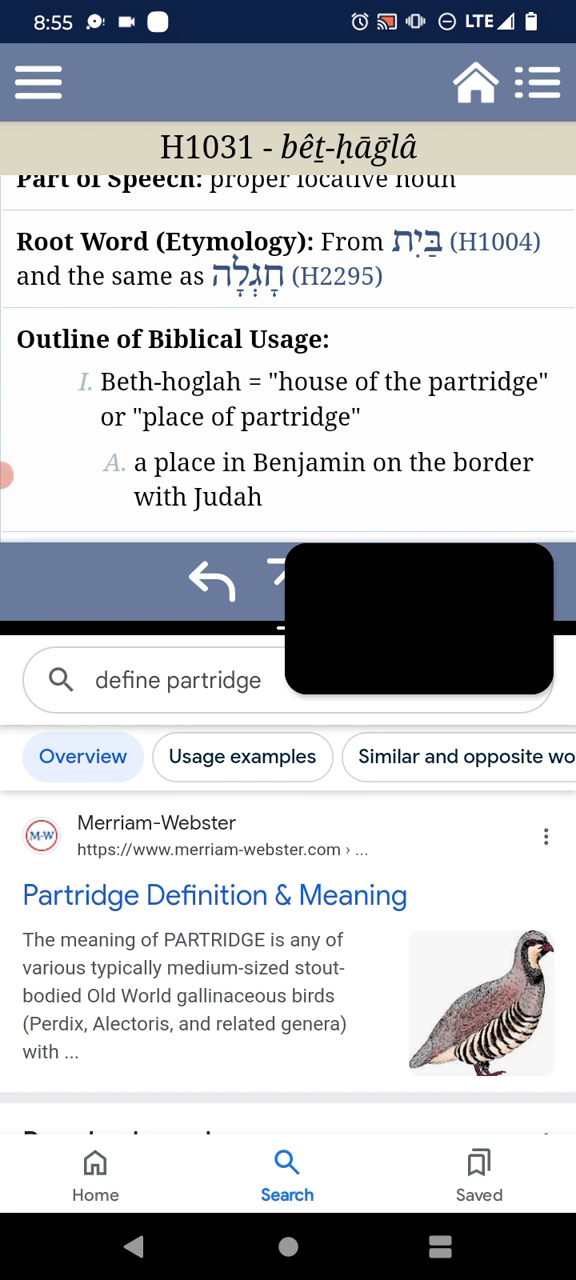 8:55
LTE
H1031 - bêṯ-ḥāḡlâ
Part of Speech: proper locative noun
Root Word (Etymology): From בַּיִת (H1004)
and the same as חָגְלָה (H2295)
Outline of Biblical Usage:
I. Beth-hoglah = "house of the partridge"
or "place of partridge"
A. a place in Benjamin on the border
with Judah
define partridge
Overview
Usage examples
Similar and opposite wo
M-W
Merriam-Webster
https://www.merriam-webster.com › ...
Partridge Definition & Meaning
The meaning of PARTRIDGE is any of
various typically medium-sized stout-
bodied Old World gallinaceous birds
(Perdix, Alectoris, and related genera)
with ...
Home
Search
Saved